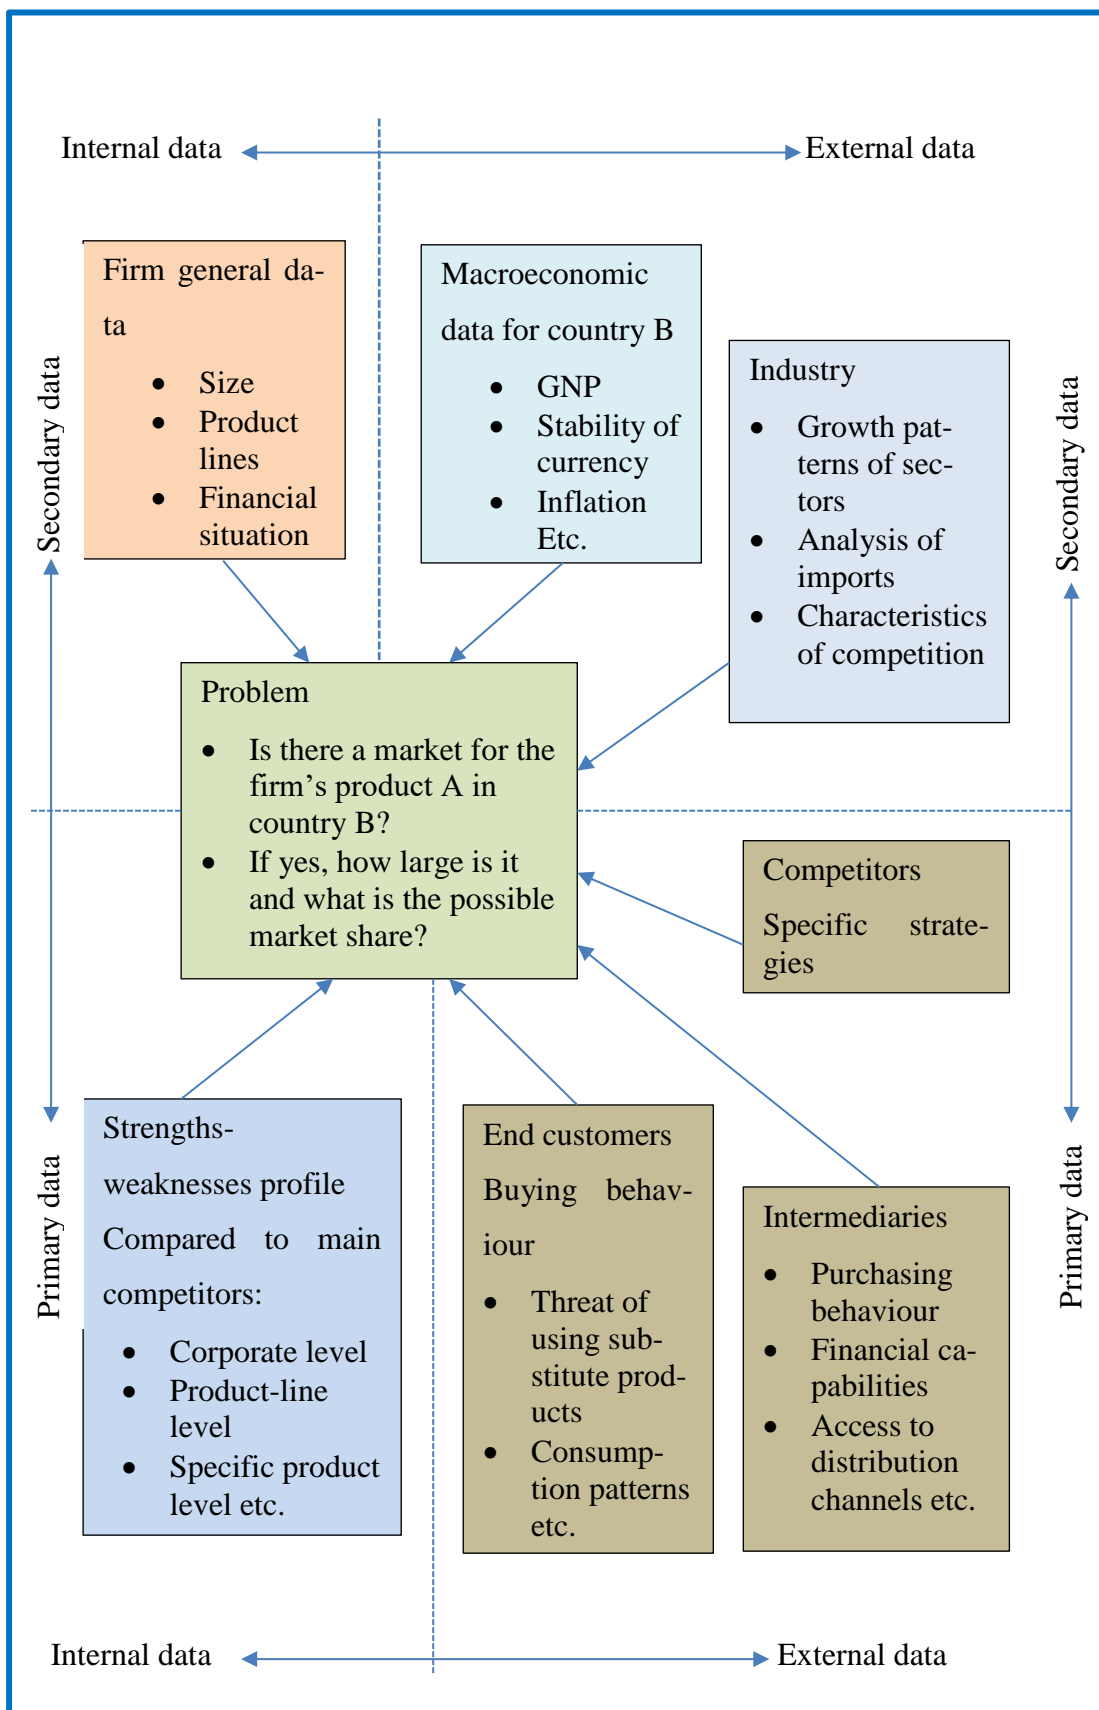 Internal data
External data
Firm general da-
ta
• Size
• Product
lines
• Financial
situation
Macroeconomic
data for country B
• GNP
• Stability of
currency
• Inflation
Etc.
Industry
• Growth pat-
terns of sec-
tors
• Analysis of
imports
• Characteristics
of competition
Secondary data
Secondary data
Problem
• Is there a market for the
firm’s product A in
country B?
• If yes, how large is it
and what is the possible
market share?
Competitors
Specific strate-
gies
Primary data
Primary data
Strengths-
weaknesses profile
Compared to main
competitors:
• Corporate level
• Product-line
level
• Specific product
level etc.
End customers
Buying behav-
iour
• Threat of
using sub-
stitute prod-
ucts
• Consump-
tion patterns
etc.
Intermediaries
• Purchasing
behaviour
• Financial ca-
pabilities
• Access to
distribution
channels etc.
Internal data
External data